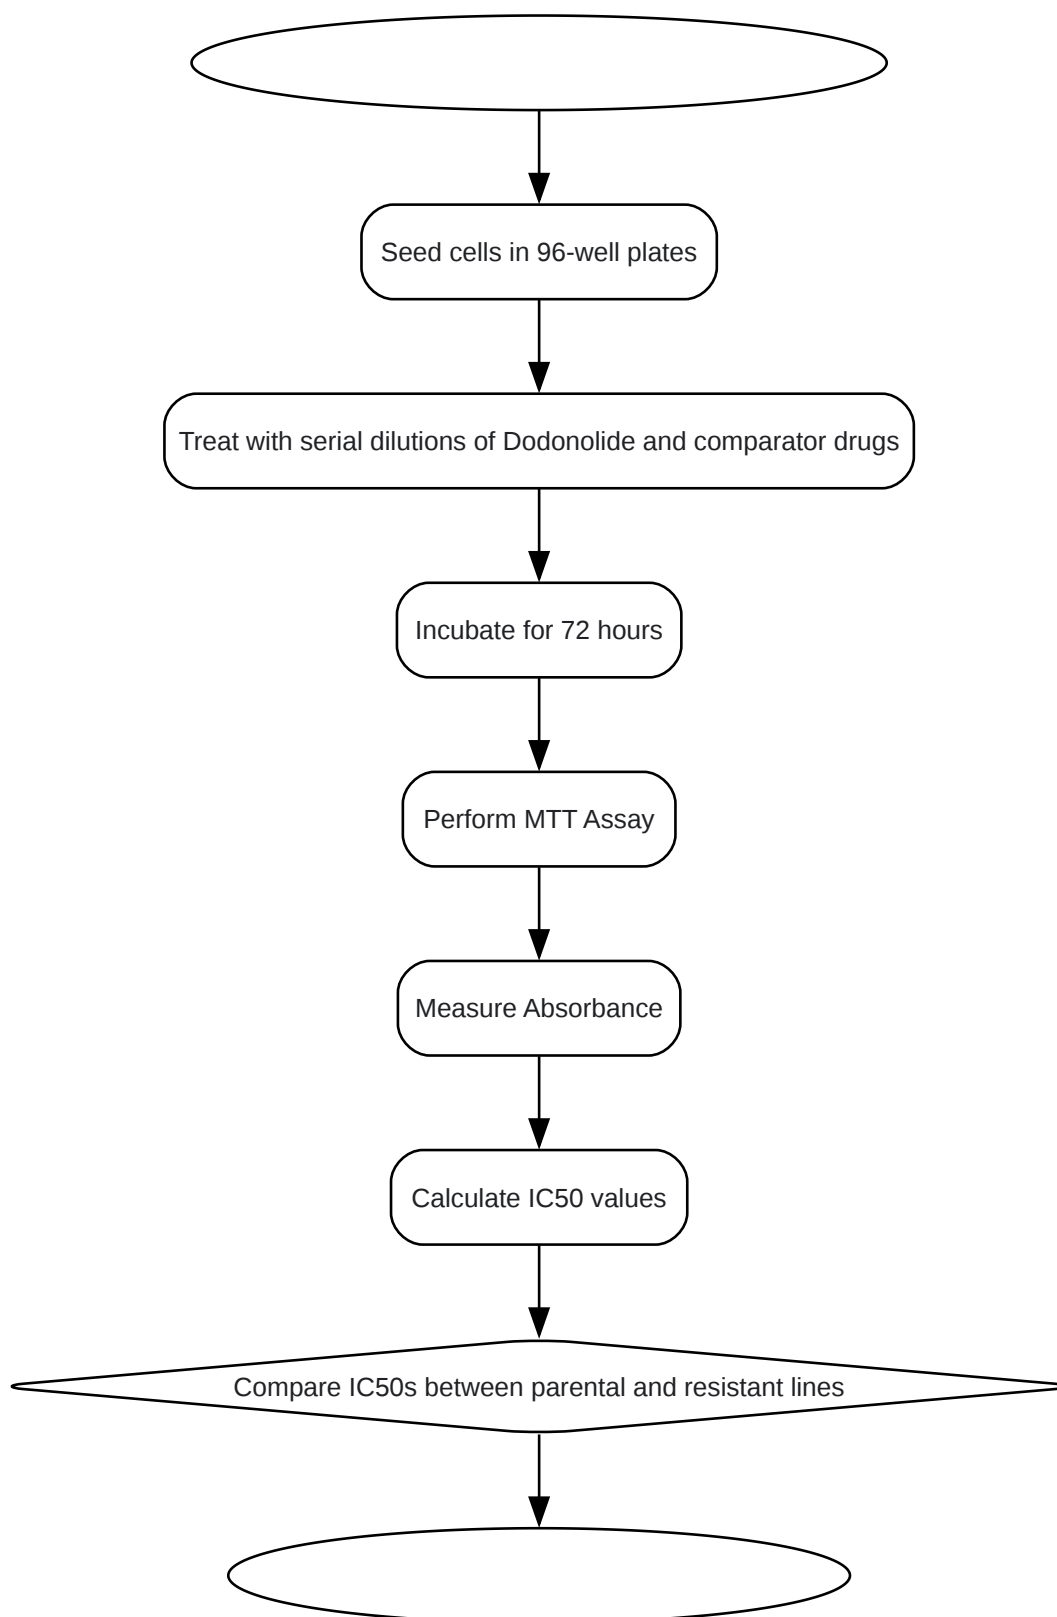 Seed cells in 96-well plates
Treat with serial dilutions of Dodonolide and comparator drugs
Incubate for 72 hours
Perform MTT Assay
Measure Absorbance
Calculate IC50 values
Compare IC50s between parental and resistant lines